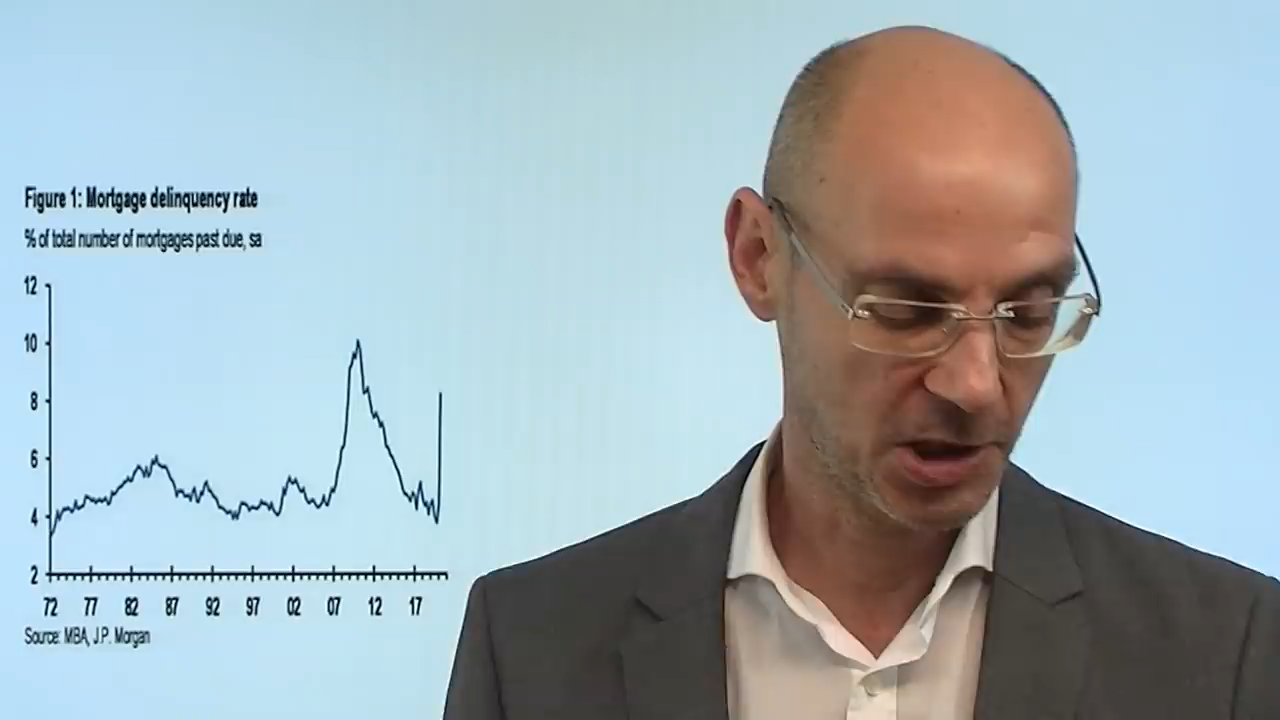 Figure 1: Mortgage delinquency rate
% of total number of mortgages past due, sa
12
10
8
6
4
2
72 77 82 87 92 97 02 07 12 17
Source: MBA, J.P. Morgan